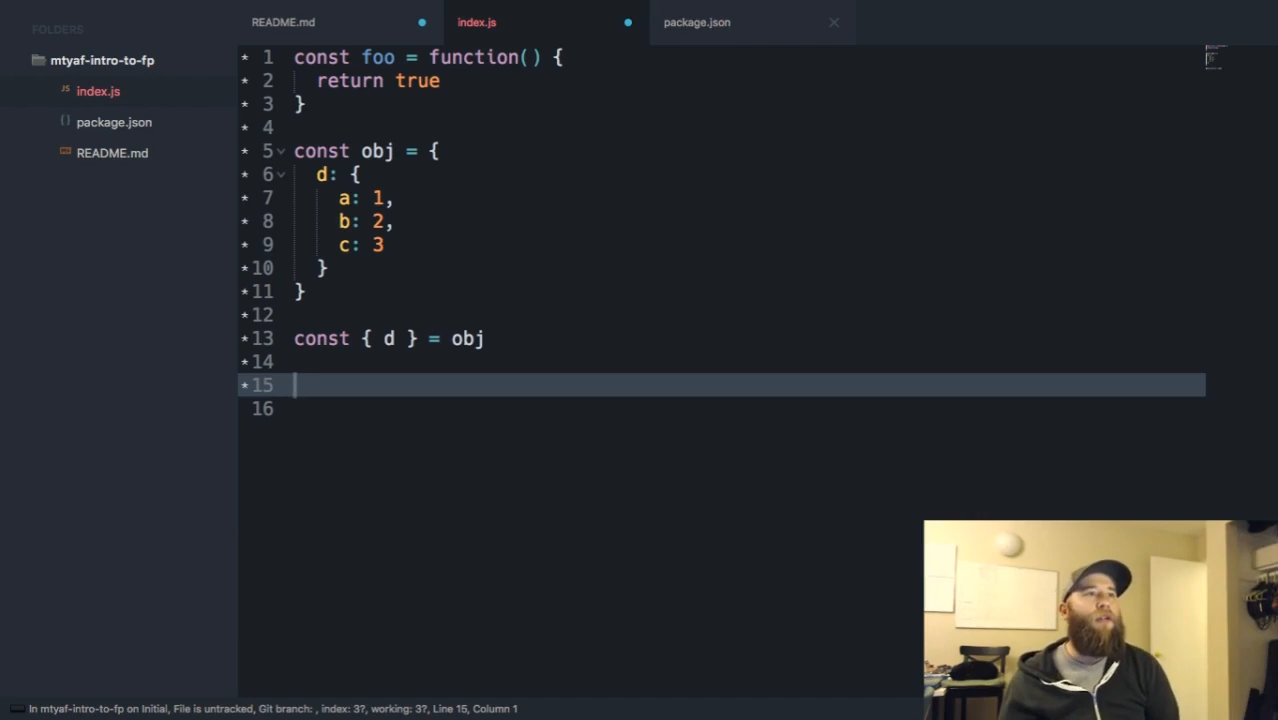 FOLDERS
mtyaf-intro-to-fp
JS index.js
package.json
README.md
README.md
index.js
package.json
* 1 const foo = function() {
* 2 return true
* 3 }
* 4
* 5 const obj = {
* 6 d: {
* 7 a: 1,
* 8 b: 2,
* 9 c: 3
*10 }
*11 }
*12
*13 const { d } = obj
*14
*15
16
In mtyaf-intro-to-fp on Initial, File is untracked, Git branch: , index: 3?, working: 3?, Line 15, Column 1